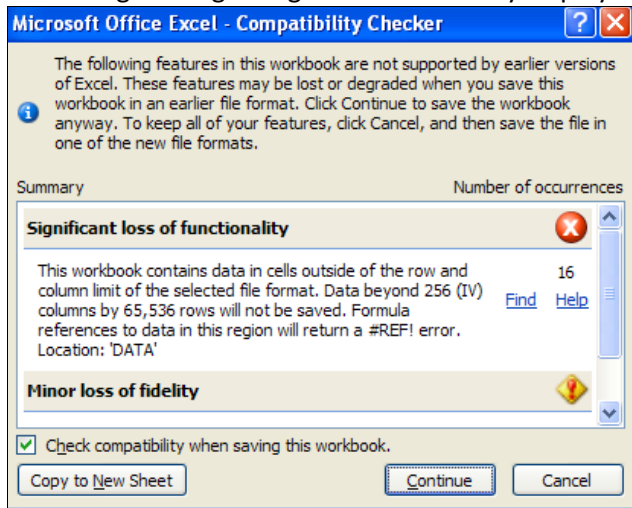 Microsoft Office Excel - Compatibility Checker
The following features in this workbook are not supported by earlier versions
of Excel. These features may be lost or degraded when you save this
workbook in an earlier file format. Click Continue to save the workbook
anyway. To keep all of your features, click Cancel, and then save the file in
one of the new file formats.
Summary Number of occurrences
Significant loss of functionality
This workbook contains data in cells outside of the row and 16
column limit of the selected file format. Data beyond 256 (IV) Find Help
columns by 65,536 rows will not be saved. Formula
references to data in this region will return a #REF! error.
Location: 'DATA'
Minor loss of fidelity
Check compatibility when saving this workbook.
Copy to New Sheet Continue Cancel